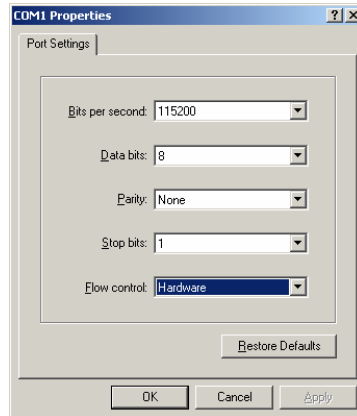 COM1 Properties
Port Settings
Bits per second: 115200
Data bits: 8
Parity: None
Stop bits: 1
Flow control: Hardware
Restore Defaults
OK Cancel Apply